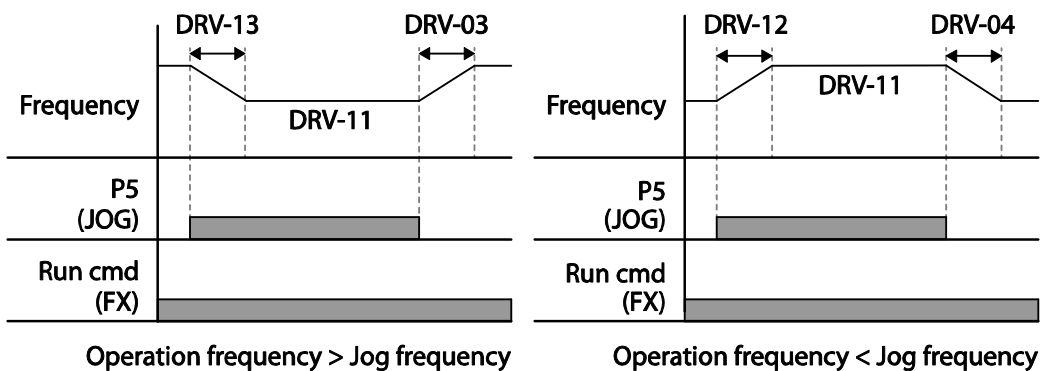 DRV-13 DRV-03
Frequency
DRV-11
P5
(JOG)
Run cmd
(FX)
Operation frequency > Jog frequency
DRV-12 DRV-04
Frequency
DRV-11
P5
(JOG)
Run cmd
(FX)
Operation frequency < Jog frequency